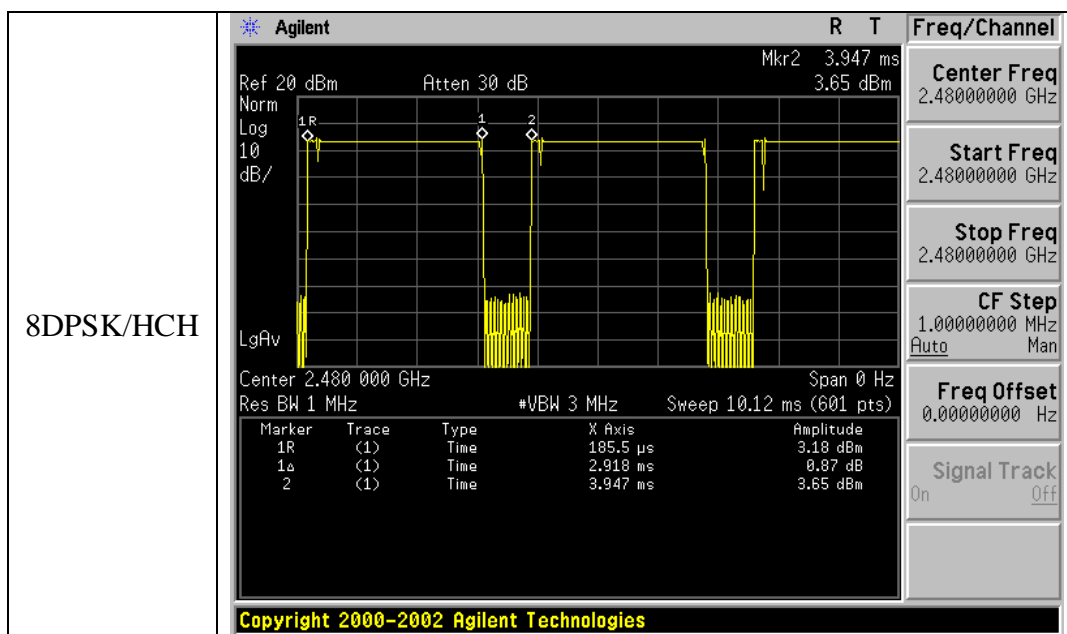 8DPSK/HCH
Agilent
R T
Freq/Channel
Mkr2 3.947 ms
Ref 20 dBm
Atten 30 dB
3.65 dBm
Norm
Log
10
dB/
1R
1
2
LgAv
Center 2.480 000 GHz
Span 0 Hz
Res BW 1 MHz
#VBW 3 MHz
Sweep 10.12 ms (601 pts)
Marker Trace Type X Axis Amplitude
1R (1) Time 185.5 µs 3.18 dBm
1Δ (1) Time 2.918 ms 0.87 dB
2 (1) Time 3.947 ms 3.65 dBm
Center Freq
2.48000000 GHz
Start Freq
2.48000000 GHz
Stop Freq
2.48000000 GHz
CF Step
1.00000000 MHz
Auto Man
Freq Offset
0.00000000 Hz
Signal Track
On Off
Copyright 2000-2002 Agilent Technologies